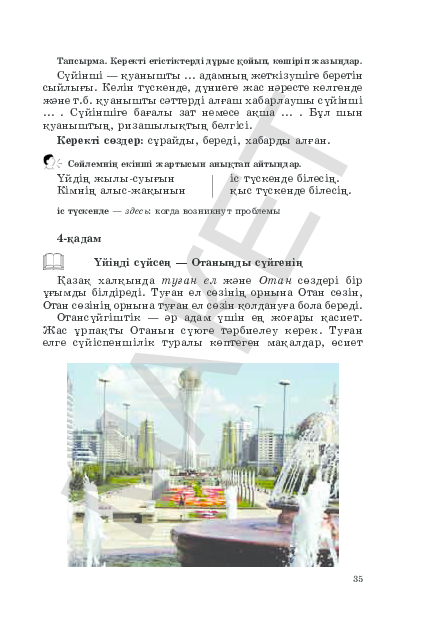 Тапсырма. Керекті етістіктерді дұрыс қойып, көшіріп жазыңдар.
Сүйінші — қуанышты ... адамның жеткізушіге беретін
сыйлығы. Келін түскенде, дүниеге жас нәресте келгенде
және т.б. қуанышты сәттерді алғаш хабарлаушы сүйінші
... . Сүйіншіге бағалы зат немесе ақша ... . Бұл шын
қуаныштың, ризашылықтың белгісі.
Керекті сөздер: сұрайды, береді, хабарды алған.
Сөйлемнің екінші жартысын анықтап айтыңдар.
Үйдің жылы-суығын іс түскенде білесің.
Кімнің алыс-жақынын қыс түскенде білесің.
іс түскенде — здесь: когда возникнут проблемы
4-қадам
Үйіңді сүйсең — Отаныңды сүйгенің
Қазақ халқында туған ел және Отан сөздері бір
ұғымды білдіреді. Туған ел сөзінің орнына Отан сөзін,
Отан сөзінің орнына туған ел сөзін қолдануға бола береді.
Отансүйгіштік — әр адам үшін ең жоғары қасиет.
Жас ұрпақты Отанын сүюге тәрбиелеу керек. Туған
елге сүйіспеншілік туралы көптеген мақалдар, өсиет
МАКЕТ
35